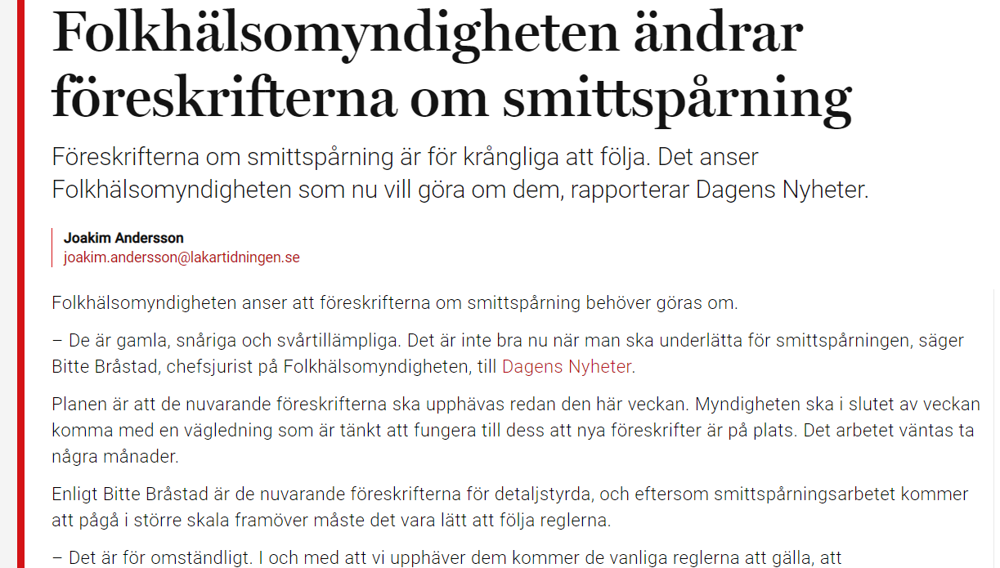 Folkhälsomyndigheten ändrar
föreskrifterna om smittspårning
Föreskrifterna om smittspårning är för krångliga att följa. Det anser
Folkhälsomyndigheten som nu vill göra om dem, rapporterar Dagens Nyheter.
Joakim Andersson
joakim.andersson@lakartidningen.se
Folkhälsomyndigheten anser att föreskrifterna om smittspårning behöver göras om.
– De är gamla, snåriga och svårtillämpliga. Det är inte bra nu när man ska underlätta för smittspårningen, säger
Bitte Bråstad, chefsjurist på Folkhälsomyndigheten, till Dagens Nyheter.
Planen är att de nuvarande föreskrifterna ska upphävas redan den här veckan. Myndigheten ska i slutet av veckan
komma med en vägledning som är tänkt att fungera till dess att nya föreskrifter är på plats. Det arbetet väntas ta
några månader.
Enligt Bitte Bråstad är de nuvarande föreskrifterna för detaljstyrda, och eftersom smittspårningsarbetet kommer
att pågå i större skala framöver måste det vara lätt att följa reglerna.
– Det är för omständligt. I och med att vi upphäver dem kommer de vanliga reglerna att gälla, att